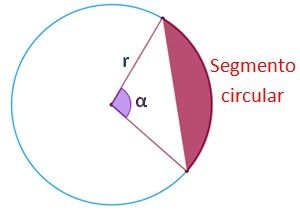 r
α
Segmento
circular